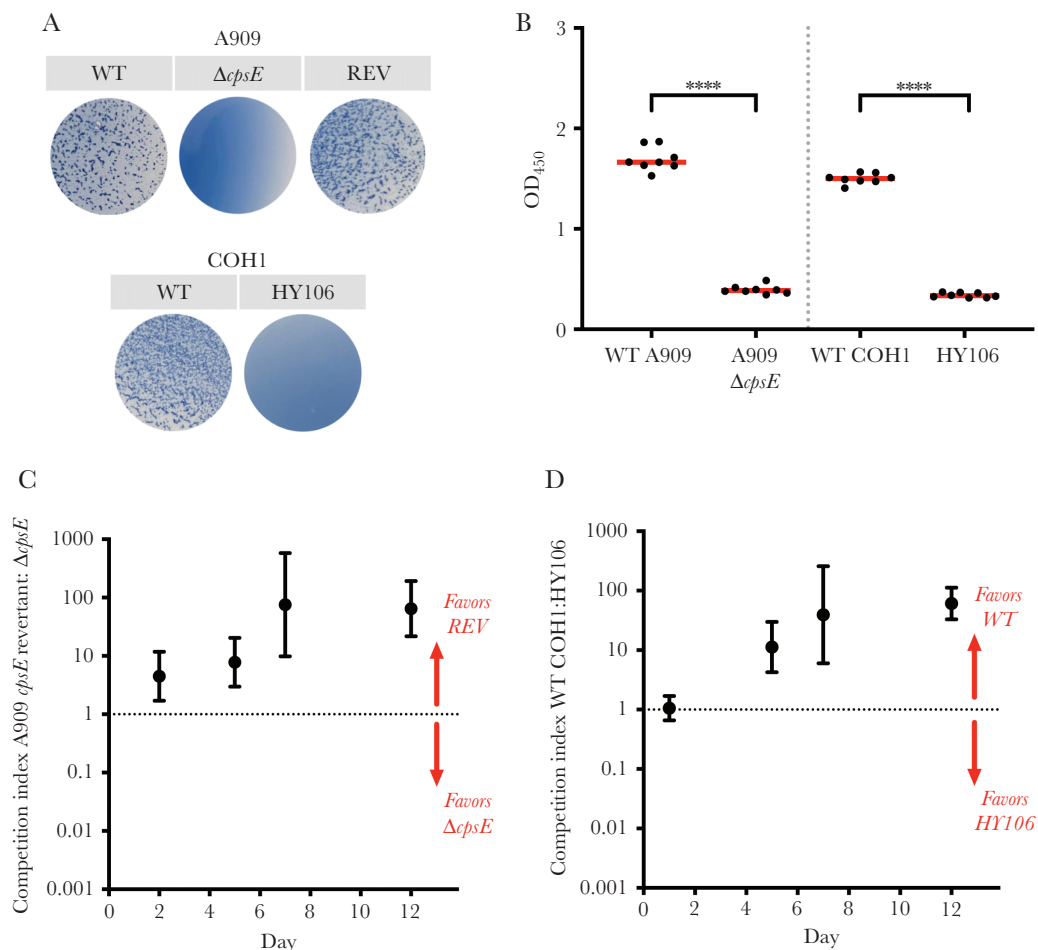 A
A909
WT ΔcpsE REV
COH1
WT HY106
B
3
2
1
0
OD450
**** ****
WT A909 A909 ΔcpsE WT COH1 HY106
C
Competition index A909 cpsE revertant: ΔcpsE
1000
100
10
1
0.1
0.01
0.001
0 2 4 6 8 10 12
Day
Favors
REV
Favors
ΔcpsE
D
Competition index WT COH1:HY106
1000
100
10
1
0.1
0.01
0.001
0 2 4 6 8 10 12
Day
Favors
WT
Favors
HY106